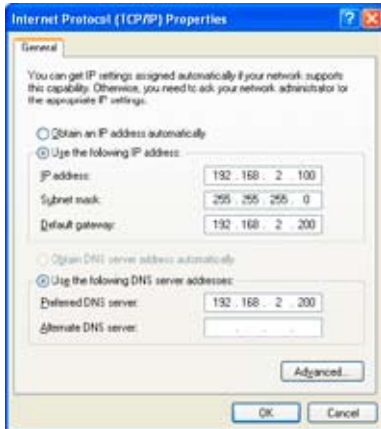 Internet Protocol (TCP/IP) Properties
General
You can get IP settings assigned automatically if your network supports
this capability. Otherwise, you need to ask your network administrator for
the appropriate IP settings.
Obtain an IP address automatically
Use the following IP address:
IP address: 192 . 168 . 2 . 100
Subnet mask: 255 . 255 . 255 . 0
Default gateway: 192 . 168 . 2 . 200
Obtain DNS server address automatically
Use the following DNS server addresses:
Preferred DNS server: 192 . 168 . 2 . 200
Alternate DNS server: . . .
Advanced...
OK Cancel